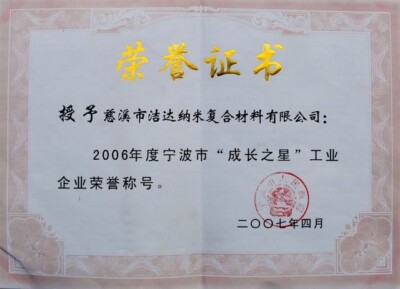 荣誉证书
授予慈溪市洁达纳米复合材料有限公司：
2006年度宁波市“成长之星”工业
企业荣誉称号。
二〇〇七年四月